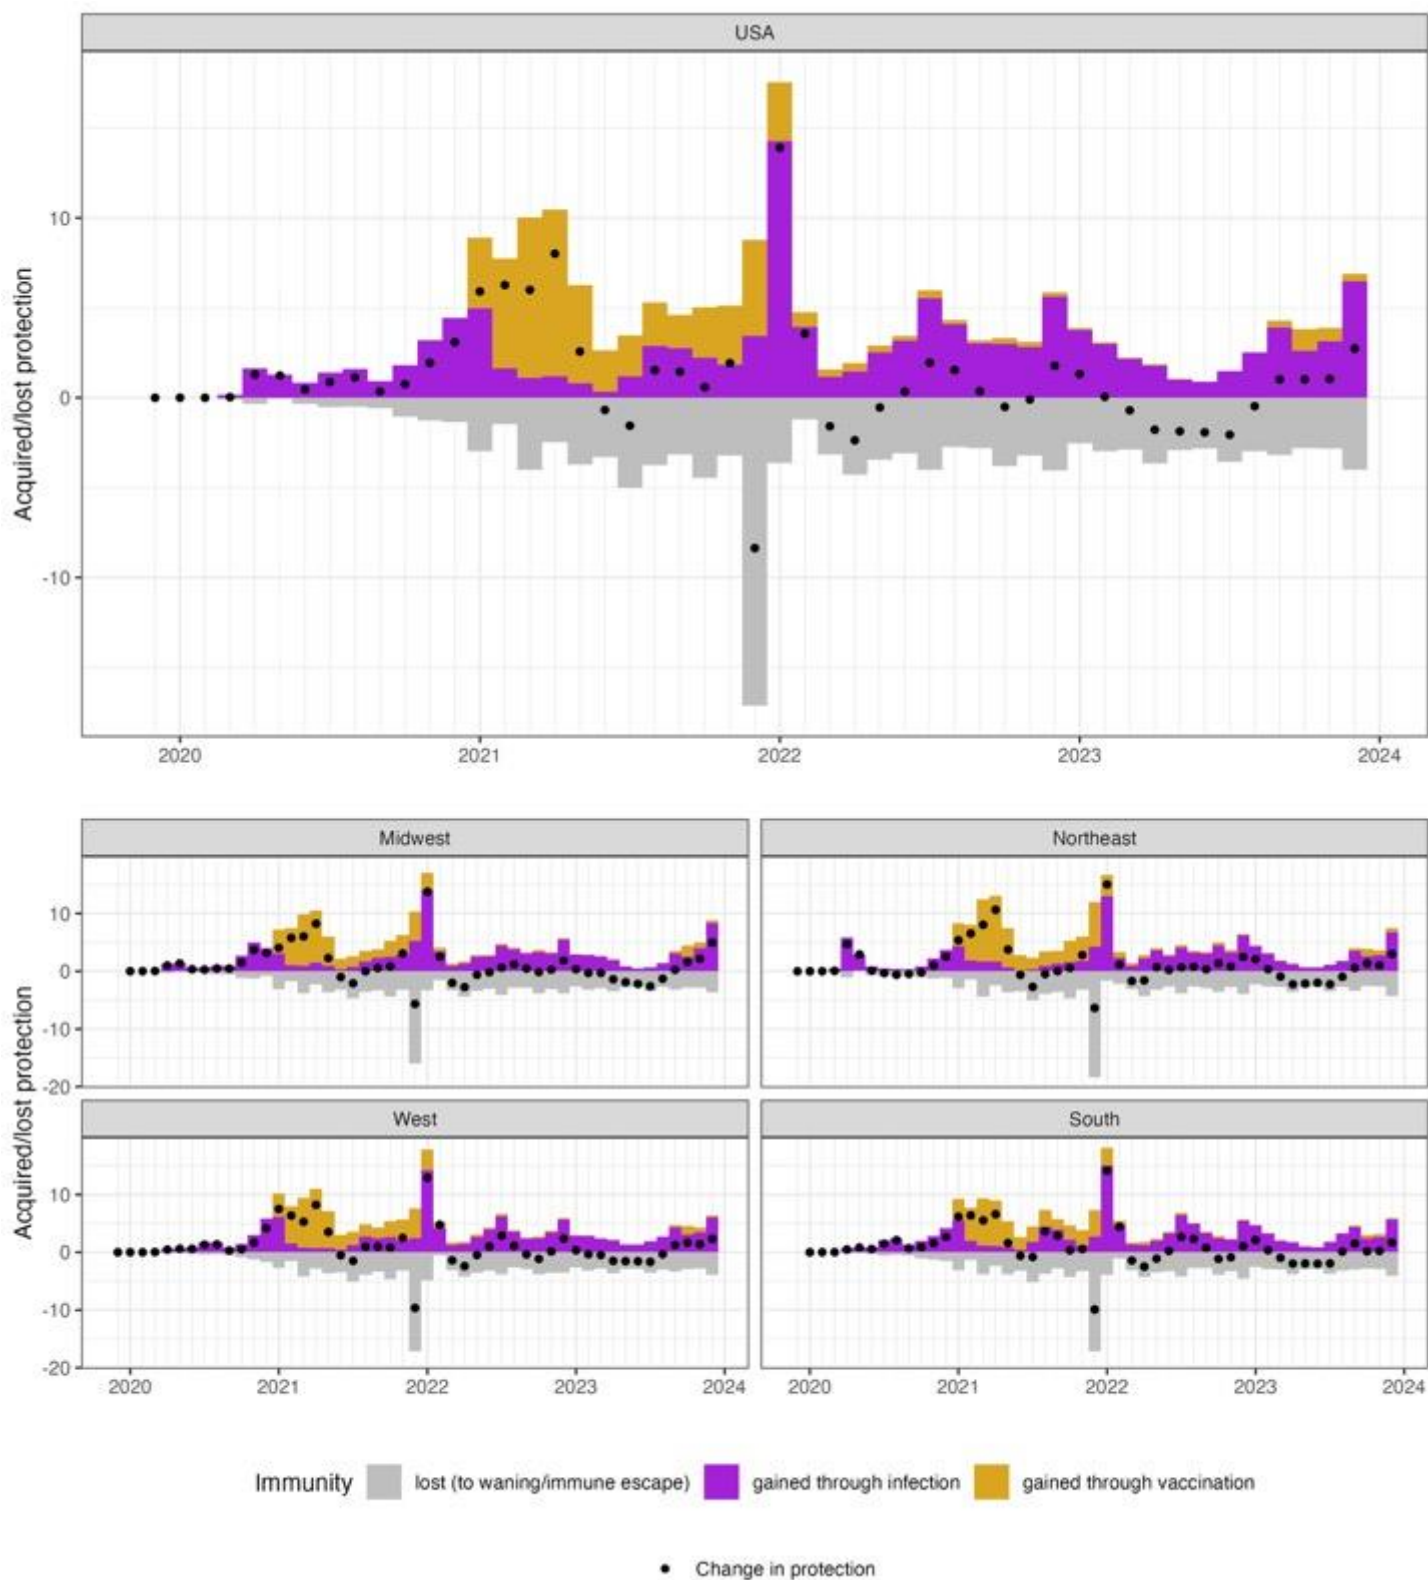 USA
Acquired/lost protection
10
0
-10
2020 2021 2022 2023 2024
Midwest Northeast
Acquired/lost protection
10
0
-10
-20
West South
10
0
-10
-20
2020 2021 2022 2023 2024 2020 2021 2022 2023 2024
Immunity lost (to waning/immune escape) gained through infection gained through vaccination
Change in protection